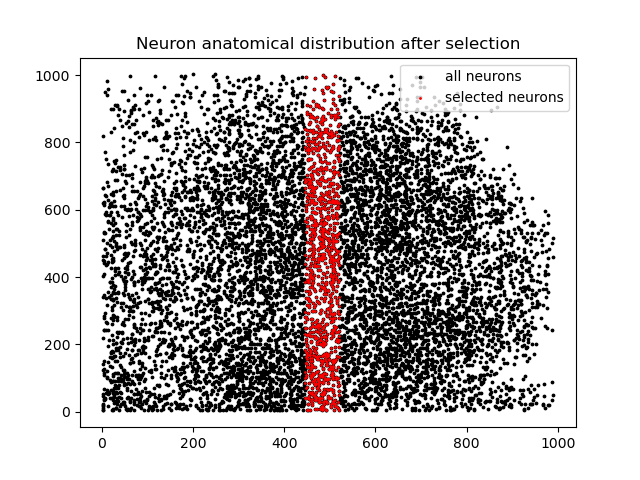 Neuron anatomical distribution after selection
all neurons
selected neurons
1000
800
600
400
200
0
0 200 400 600 800 1000